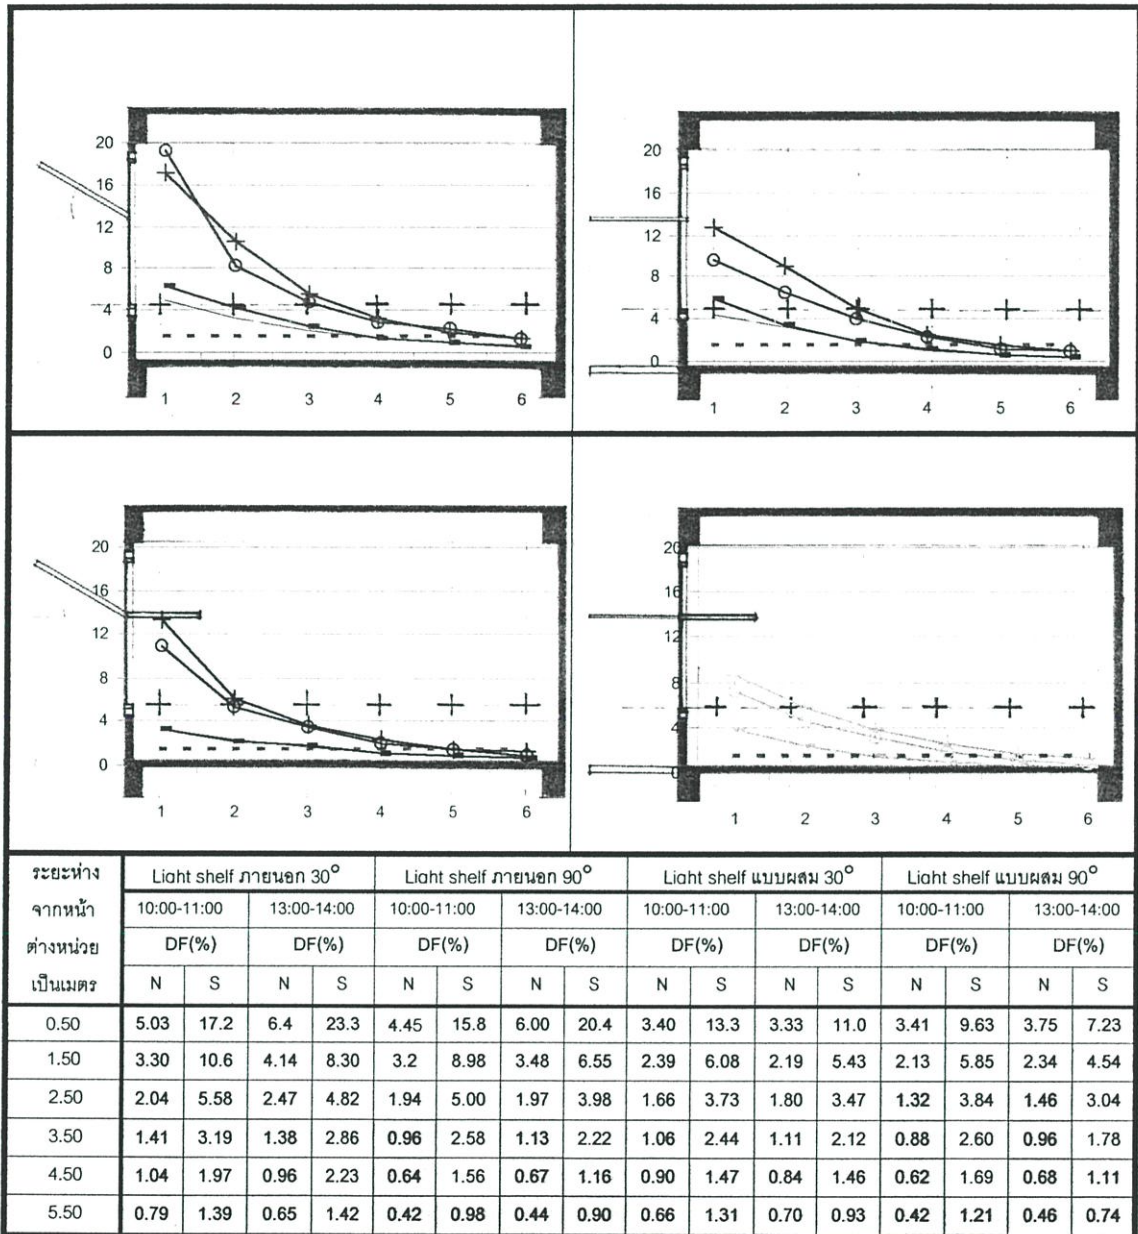 20
16
12
8
4
0
1 2 3 4 5 6
20
16
12
8
4
0
1 2 3 4 5 6
20
16
12
8
4
0
1 2 3 4 5 6
20
16
12
8
4
0
1 2 3 4 5 6
ระยะห่าง
จากหน้า
ต่างหน่วย
เป็นเมตร
Light shelf ภายนอก 30° Light shelf ภายนอก 90° Light shelf แบบผสม 30° Light shelf แบบผสม 90°
10:00-11:00 13:00-14:00 10:00-11:00 13:00-14:00 10:00-11:00 13:00-14:00 10:00-11:00 13:00-14:00
DF(%) DF(%) DF(%) DF(%) DF(%) DF(%) DF(%) DF(%)
N S N S N S N S N S N S N S N S
0.50 5.03 17.2 6.4 23.3 4.45 15.8 6.00 20.4 3.40 13.3 3.33 11.0 3.41 9.63 3.75 7.23
1.50 3.30 10.6 4.14 8.30 3.2 8.98 3.48 6.55 2.39 6.08 2.19 5.43 2.13 5.85 2.34 4.54
2.50 2.04 5.58 2.47 4.82 1.94 5.00 1.97 3.98 1.66 3.73 1.80 3.47 1.32 3.84 1.46 3.04
3.50 1.41 3.19 1.38 2.86 0.96 2.58 1.13 2.22 1.06 2.44 1.11 2.12 0.88 2.60 0.96 1.78
4.50 1.04 1.97 0.96 2.23 0.64 1.56 0.67 1.16 0.90 1.47 0.84 1.46 0.62 1.69 0.68 1.11
5.50 0.79 1.39 0.65 1.42 0.42 0.98 0.44 0.90 0.66 1.31 0.70 0.93 0.42 1.21 0.46 0.74